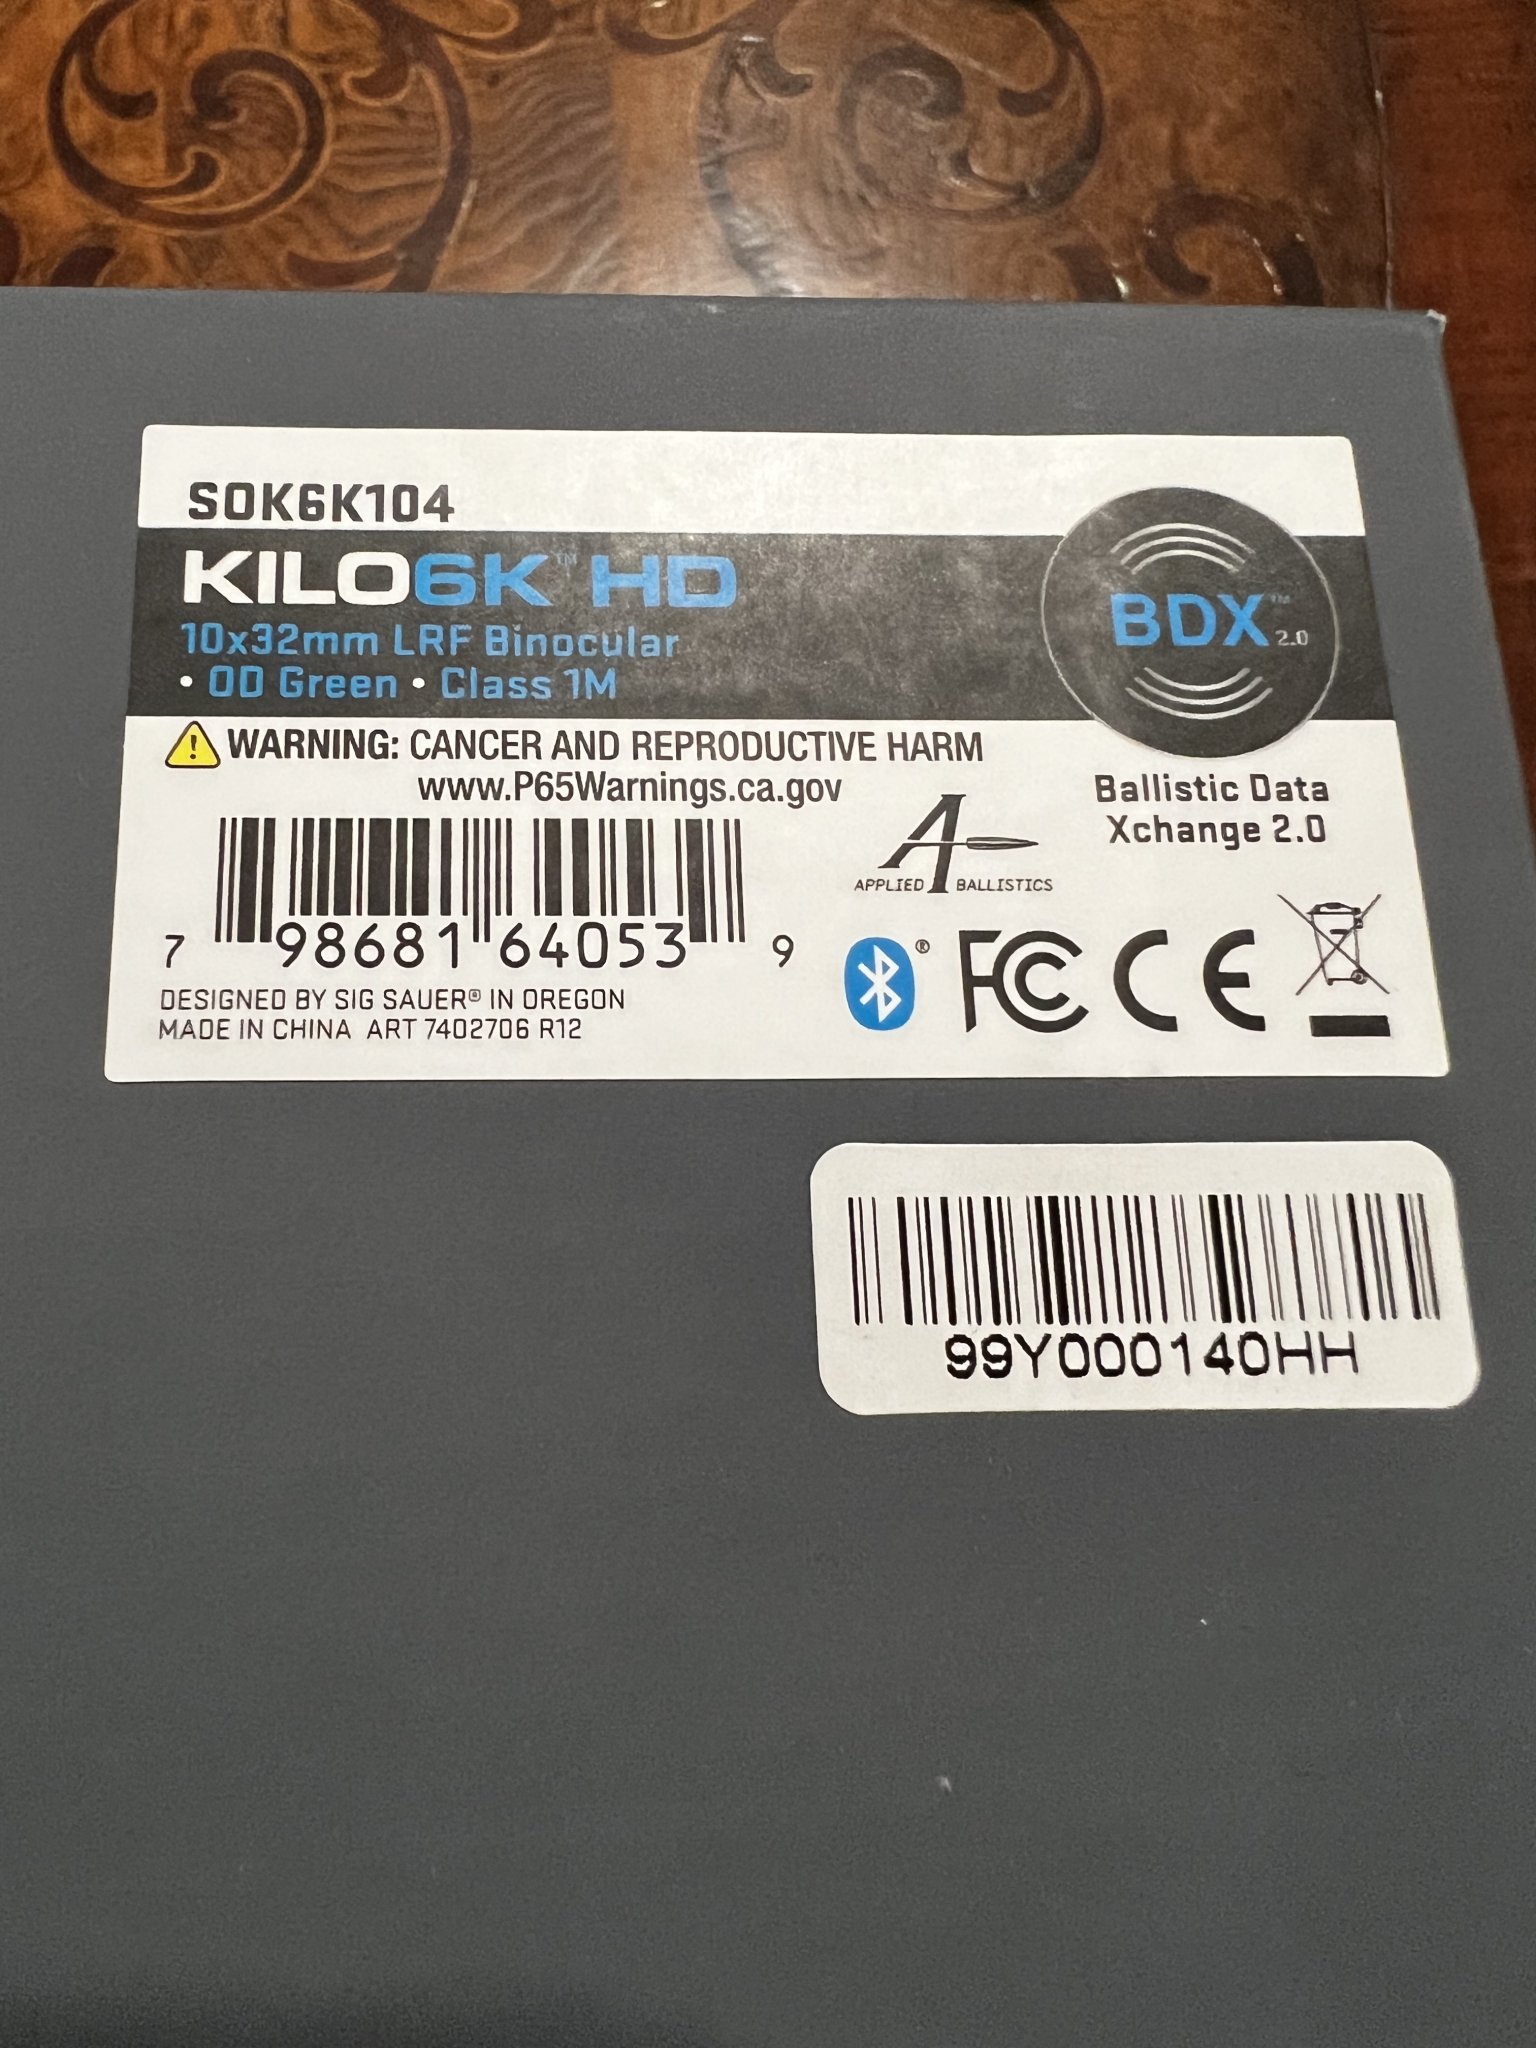 SOK6K104
KILO6K™ HD
10x32mm LRF Binocular
• OD Green • Class 1M
BDX™ 2.0
WARNING: CANCER AND REPRODUCTIVE HARM
www.P65Warnings.ca.gov
Ballistic Data
Xchange 2.0
A
APPLIED BALLISTICS
7 98681 64053 9
DESIGNED BY SIG SAUER® IN OREGON
MADE IN CHINA ART 7402706 R12
® FC CE
99Y000140HH